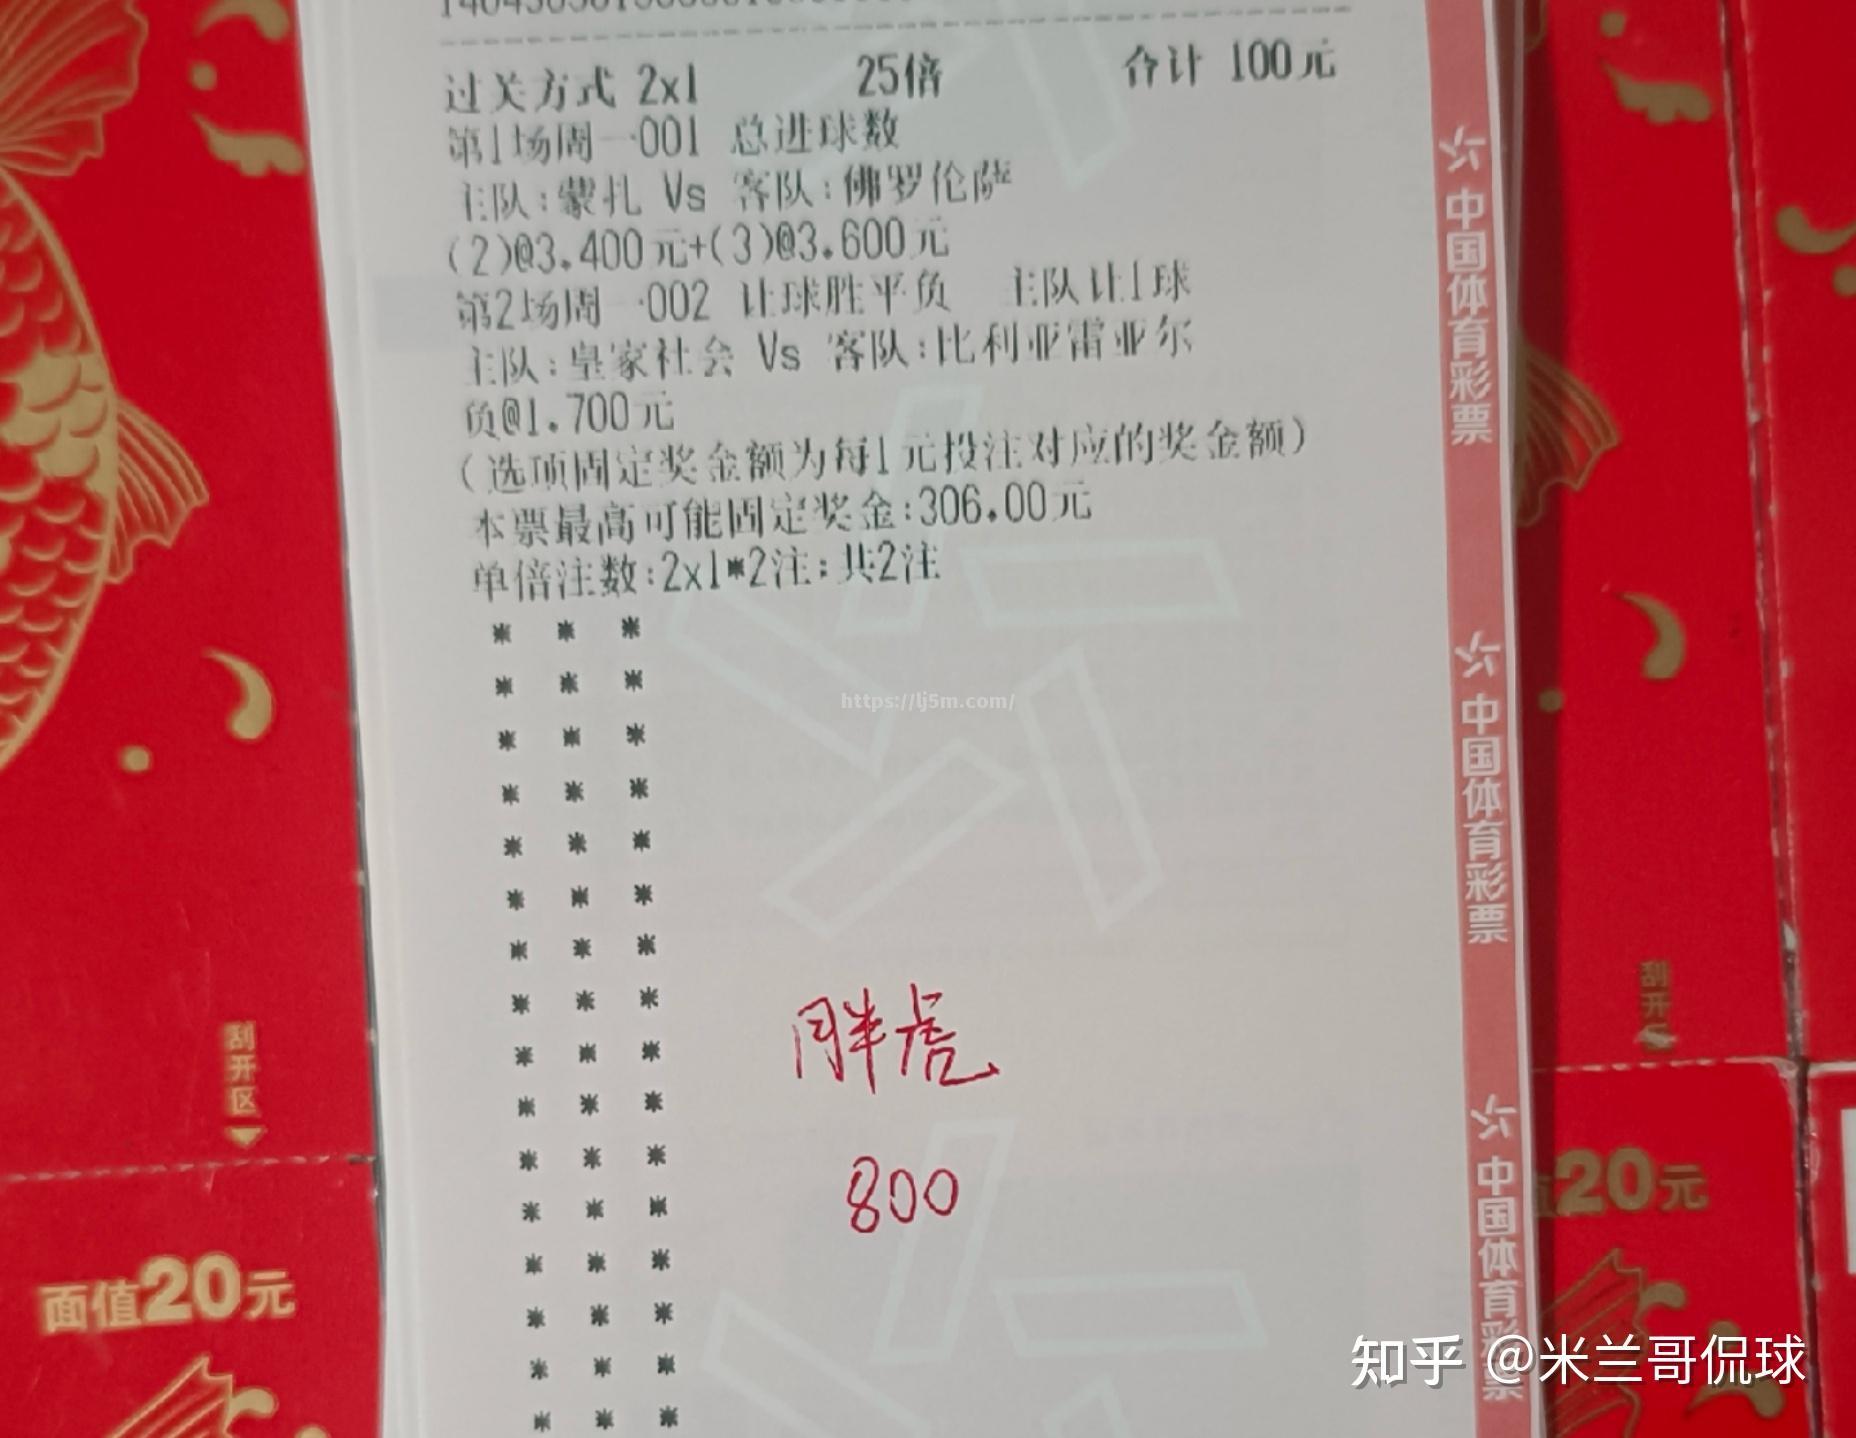 过关方式 2x1 25倍 合计 100元
第1场周一001 总进球数
主队:蒙扎 Vs 客队:佛罗伦萨
(2)@3.400元+(3)@3.600元
第2场周一002 让球胜平负 主队让1球
主队:皇家社会 Vs 客队:比利亚雷亚尔
负@1.700元
(选项固定奖金额为每1元投注对应的奖金额)
本票最高可能固定奖金:306.00元
单倍注数:2x1*2注;共2注
https://lj5m.com/
胖虎
800
中国体育彩票
中国体育彩票
中国体育彩票
刮开区
面值20元
刮开
20元
知乎 @米兰哥侃球